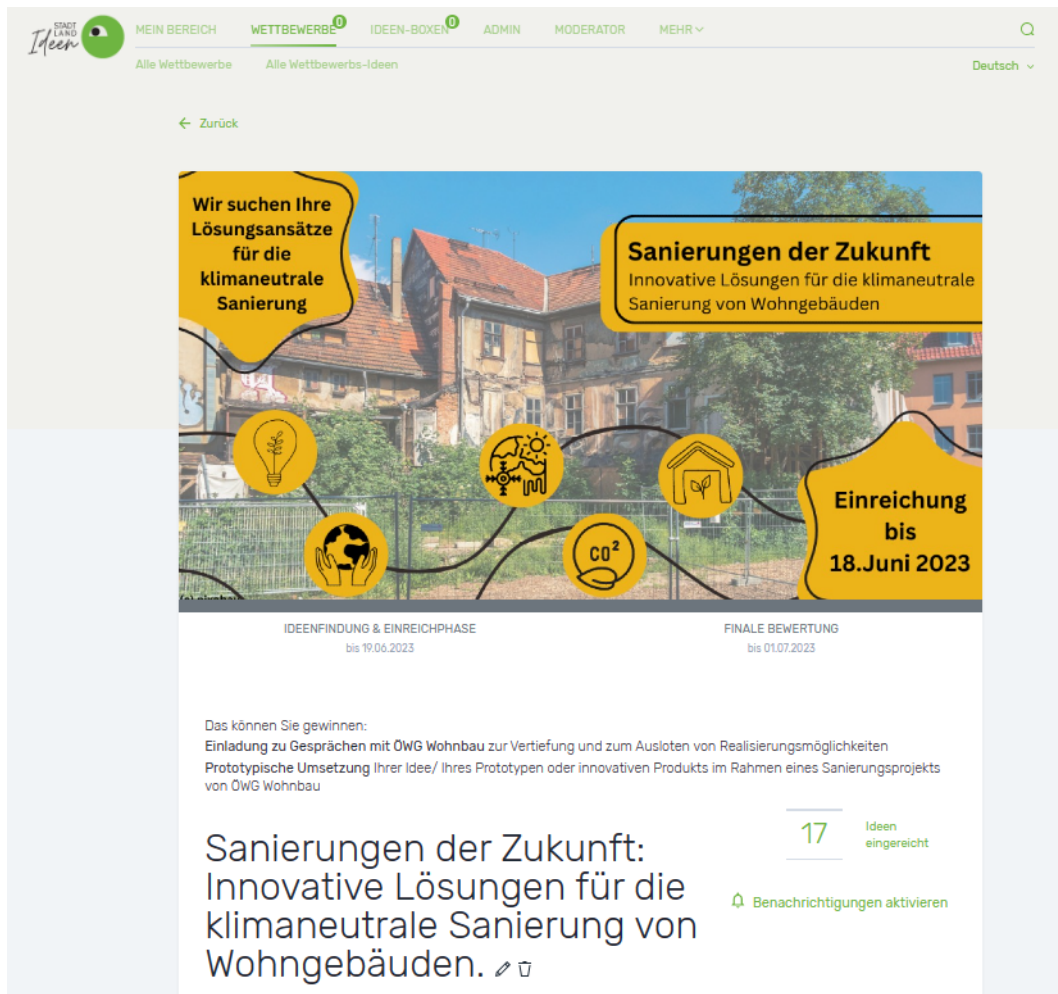 STADT
LAND
Ideen
MEIN BEREICH
WETTBEWERBE 0
IDEEN-BOXEN 0
ADMIN
MODERATOR
MEHR
Alle Wettbewerbe
Alle Wettbewerbs-Ideen
Deutsch
Zurück
Wir suchen Ihre
Lösungsansätze
für die
klimaneutrale
Sanierung
Sanierungen der Zukunft
Innovative Lösungen für die klimaneutrale
Sanierung von Wohngebäuden
CO²
Einreichung
bis
18.Juni 2023
IDEENFINDUNG & EINREICHPHASE
bis 19.06.2023
FINALE BEWERTUNG
bis 01.07.2023
Das können Sie gewinnen:
Einladung zu Gesprächen mit ÖWG Wohnbau zur Vertiefung und zum Ausloten von Realisierungsmöglichkeiten
Prototypische Umsetzung Ihrer Idee/ Ihres Prototypen oder innovativen Produkts im Rahmen eines Sanierungsprojekts
von ÖWG Wohnbau
17
Ideen
eingereicht
Benachrichtigungen aktivieren
Sanierungen der Zukunft:
Innovative Lösungen für die
klimaneutrale Sanierung von
Wohngebäuden.